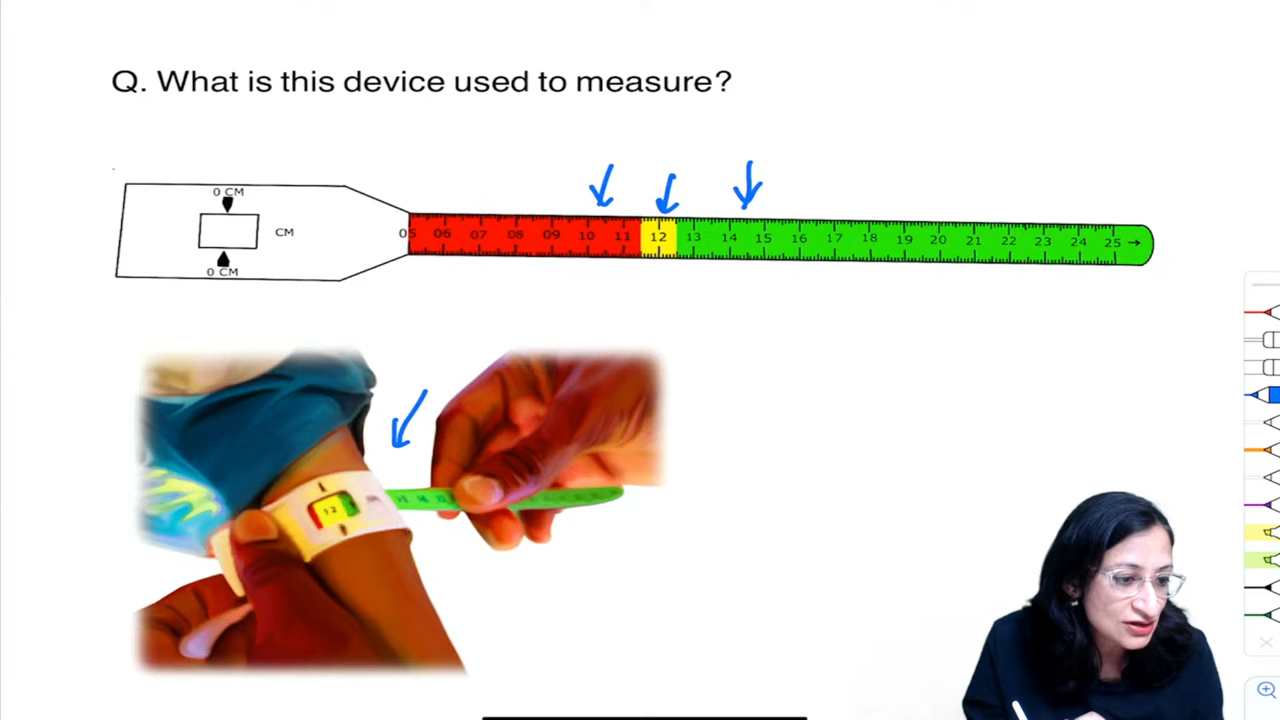 Q. What is this device used to measure?
0 CM
CM
0 CM
05 06 07 08 09 10 11 12 13 14 15 16 17 18 19 20 21 22 23 24 25 →
12